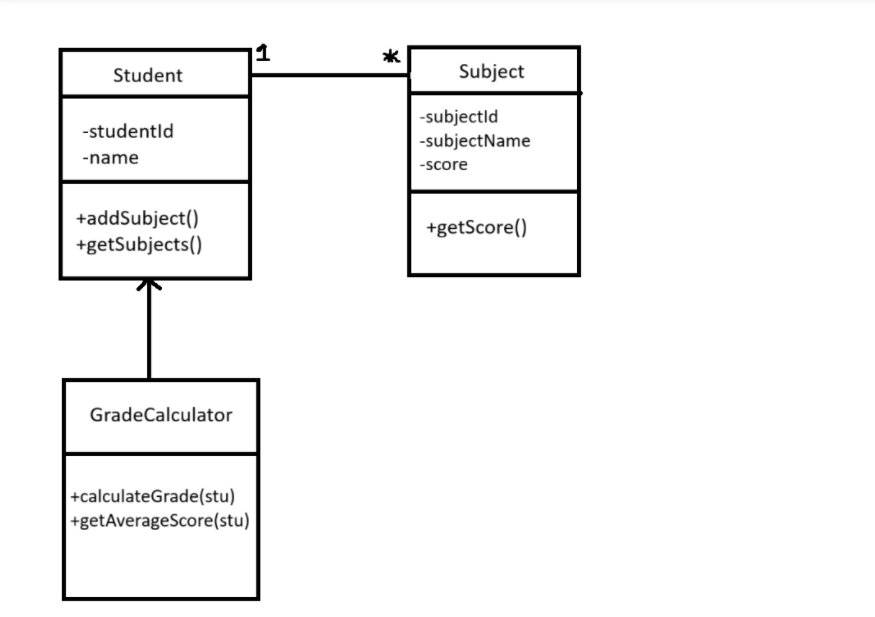 Student
-studentId
-name
+addSubject()
+getSubjects()
1
*
Subject
-subjectId
-subjectName
-score
+getScore()
GradeCalculator
+calculateGrade(stu)
+getAverageScore(stu)